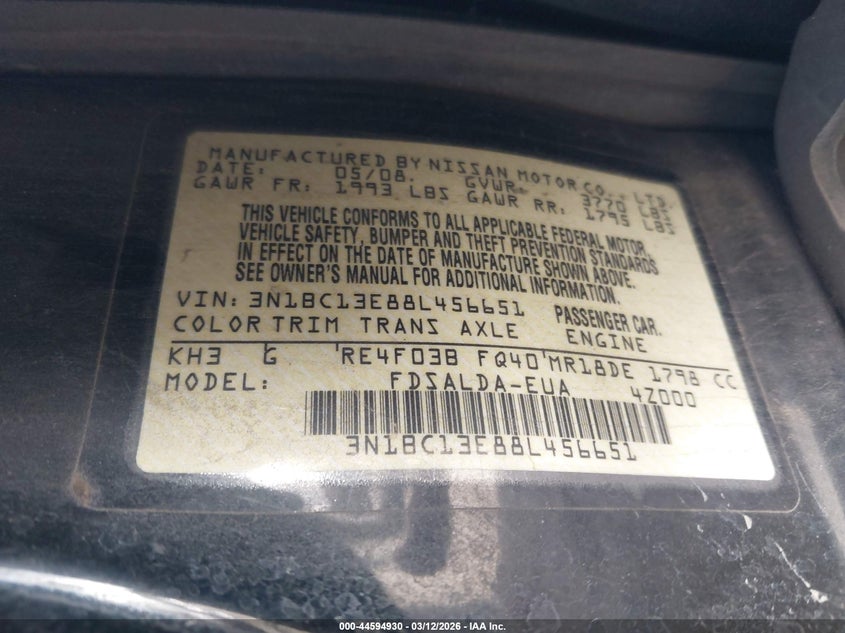 MANUFACTURED BY NISSAN MOTOR CO., LTD.
DATE: 05/08. GVWR: 3770 LBS
GAWR FR: 1993 LBS GAWR RR: 1795 LBS
THIS VEHICLE CONFORMS TO ALL APPLICABLE FEDERAL MOTOR
VEHICLE SAFETY, BUMPER AND THEFT PREVENTION STANDARDS
IN EFFECT ON THE DATE OF MANUFACTURE SHOWN ABOVE.
SEE OWNER'S MANUAL FOR ADDITIONAL INFORMATION.
VIN: 3N1BC13E88L456651 PASSENGER CAR.
COLOR TRIM TRANS AXLE ENGINE
KH3 G RE4F03B FQ40 MR18DE 1798 CC
MODEL: FDSALDA-EUA 4Z000
3N1BC13E88L456651
000-44594930 - 03/12/2026 - IAA Inc.